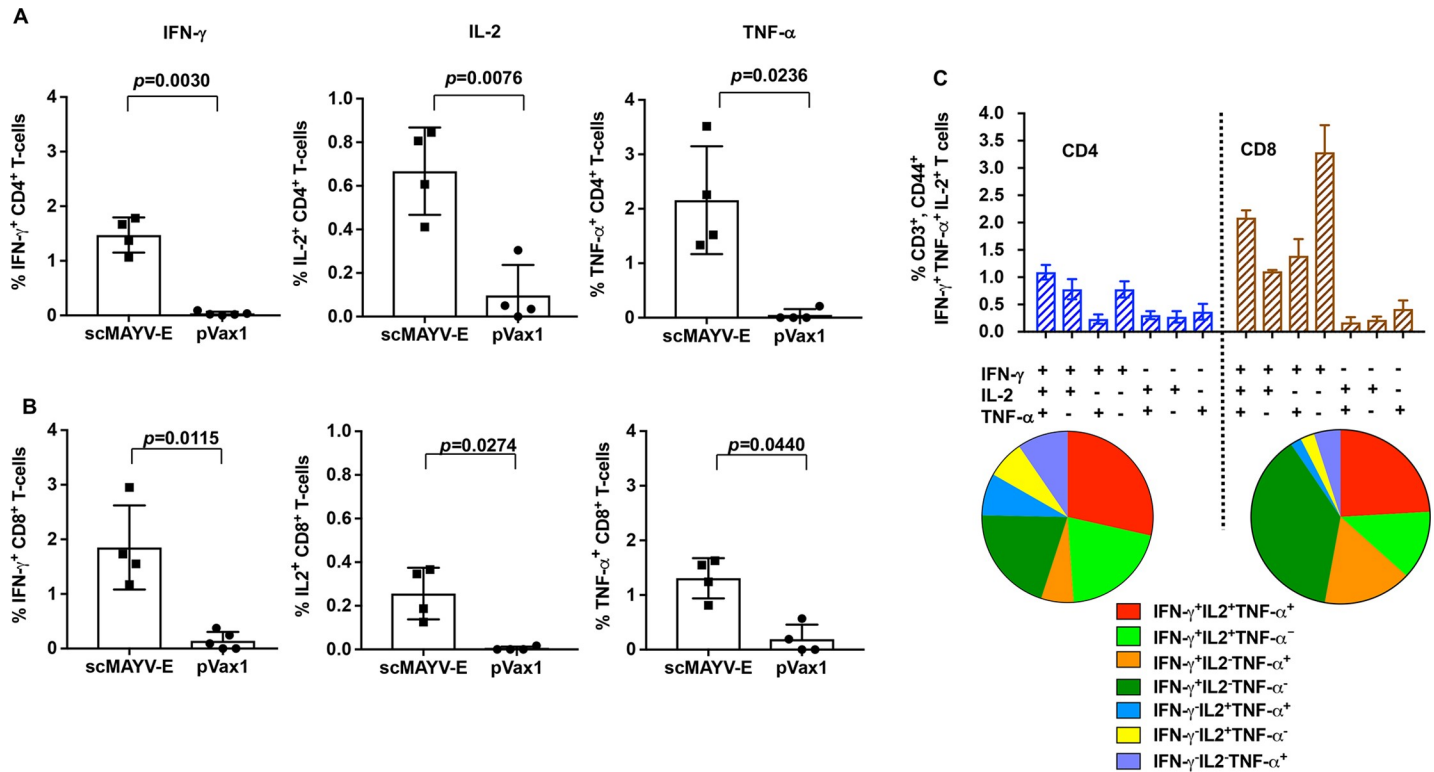 A
IFN-γ
IL-2
TNF-α
p=0.0030
p=0.0076
p=0.0236
% IFN-γ⁺ CD4⁺ T-cells
4
3
2
1
0
scMAYV-E
pVax1
% IL-2⁺ CD4⁺ T-cells
1.0
0.8
0.6
0.4
0.2
0.0
scMAYV-E
pVax1
% TNF-α⁺ CD4⁺ T-cells
4
3
2
1
0
scMAYV-E
pVax1
B
p=0.0115
p=0.0274
p=0.0440
% IFN-γ⁺ CD8⁺ T-cells
4
3
2
1
0
scMAYV-E
pVax1
% IL2⁺ CD8⁺ T-cells
1.0
0.8
0.6
0.4
0.2
0.0
scMAYV-E
pVax1
% TNF-α⁺ CD8⁺ T-cells
4
3
2
1
0
scMAYV-E
pVax1
C
% CD3⁺, CD44⁺
IFN-γ⁺ TNF-α⁺ IL-2⁺ T cells
4.0
3.5
3.0
2.5
2.0
1.5
1.0
0.5
0.0
CD4
CD8
IFN-γ + + + + - - - + + + + - - -
IL-2 + + - - + + - + + - - + + -
TNF-α + - + - + - + + - + - + - +
IFN-γ⁺IL2⁺TNF-α⁺
IFN-γ⁺IL2⁺TNF-α⁻
IFN-γ⁺IL2⁻TNF-α⁺
IFN-γ⁺IL2⁻TNF-α⁻
IFN-γ⁻IL2⁺TNF-α⁺
IFN-γ⁻IL2⁺TNF-α⁻
IFN-γ⁻IL2⁻TNF-α⁺